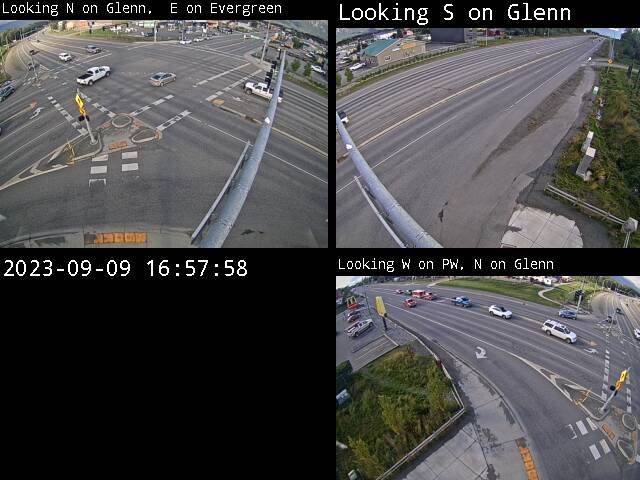 Looking N on Glenn, E on Evergreen
Looking S on Glenn
2023-09-09 16:57:58
Looking W on PW, N on Glenn